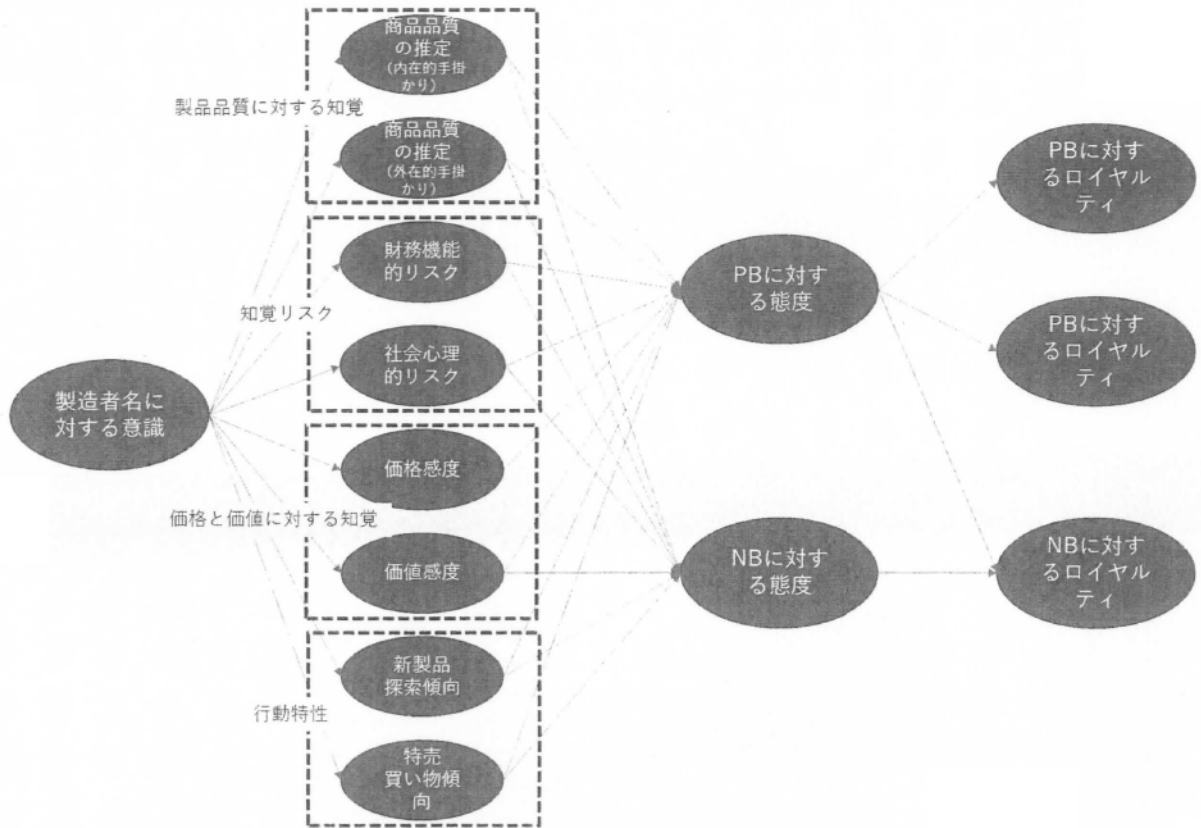 商品品質
の推定
(内在的手掛
かり)
製品品質に対する知覚
商品品質
の推定
(外在的手掛
かり)
財務機能
的リスク
知覚リスク
社会心理
的リスク
製造者名に
対する意識
価格感度
価格と価値に対する知覚
価値感度
新製品
探索傾向
行動特性
特売
買い物傾
向
PBに対す
る態度
NBに対す
る態度
PBに対す
るロイヤル
ティ
PBに対す
るロイヤル
ティ
NBに対す
るロイヤル
ティ